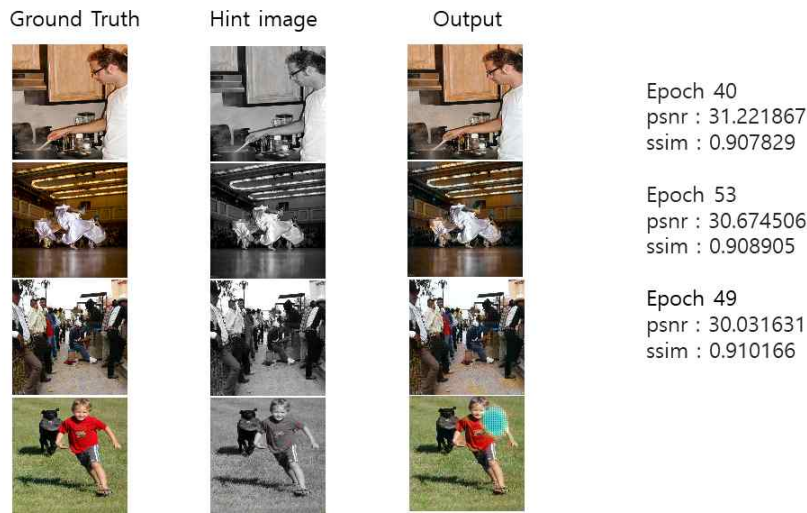 Ground Truth
Hint image
Output
Epoch 40
psnr : 31.221867
ssim : 0.907829
Epoch 53
psnr : 30.674506
ssim : 0.908905
Epoch 49
psnr : 30.031631
ssim : 0.910166